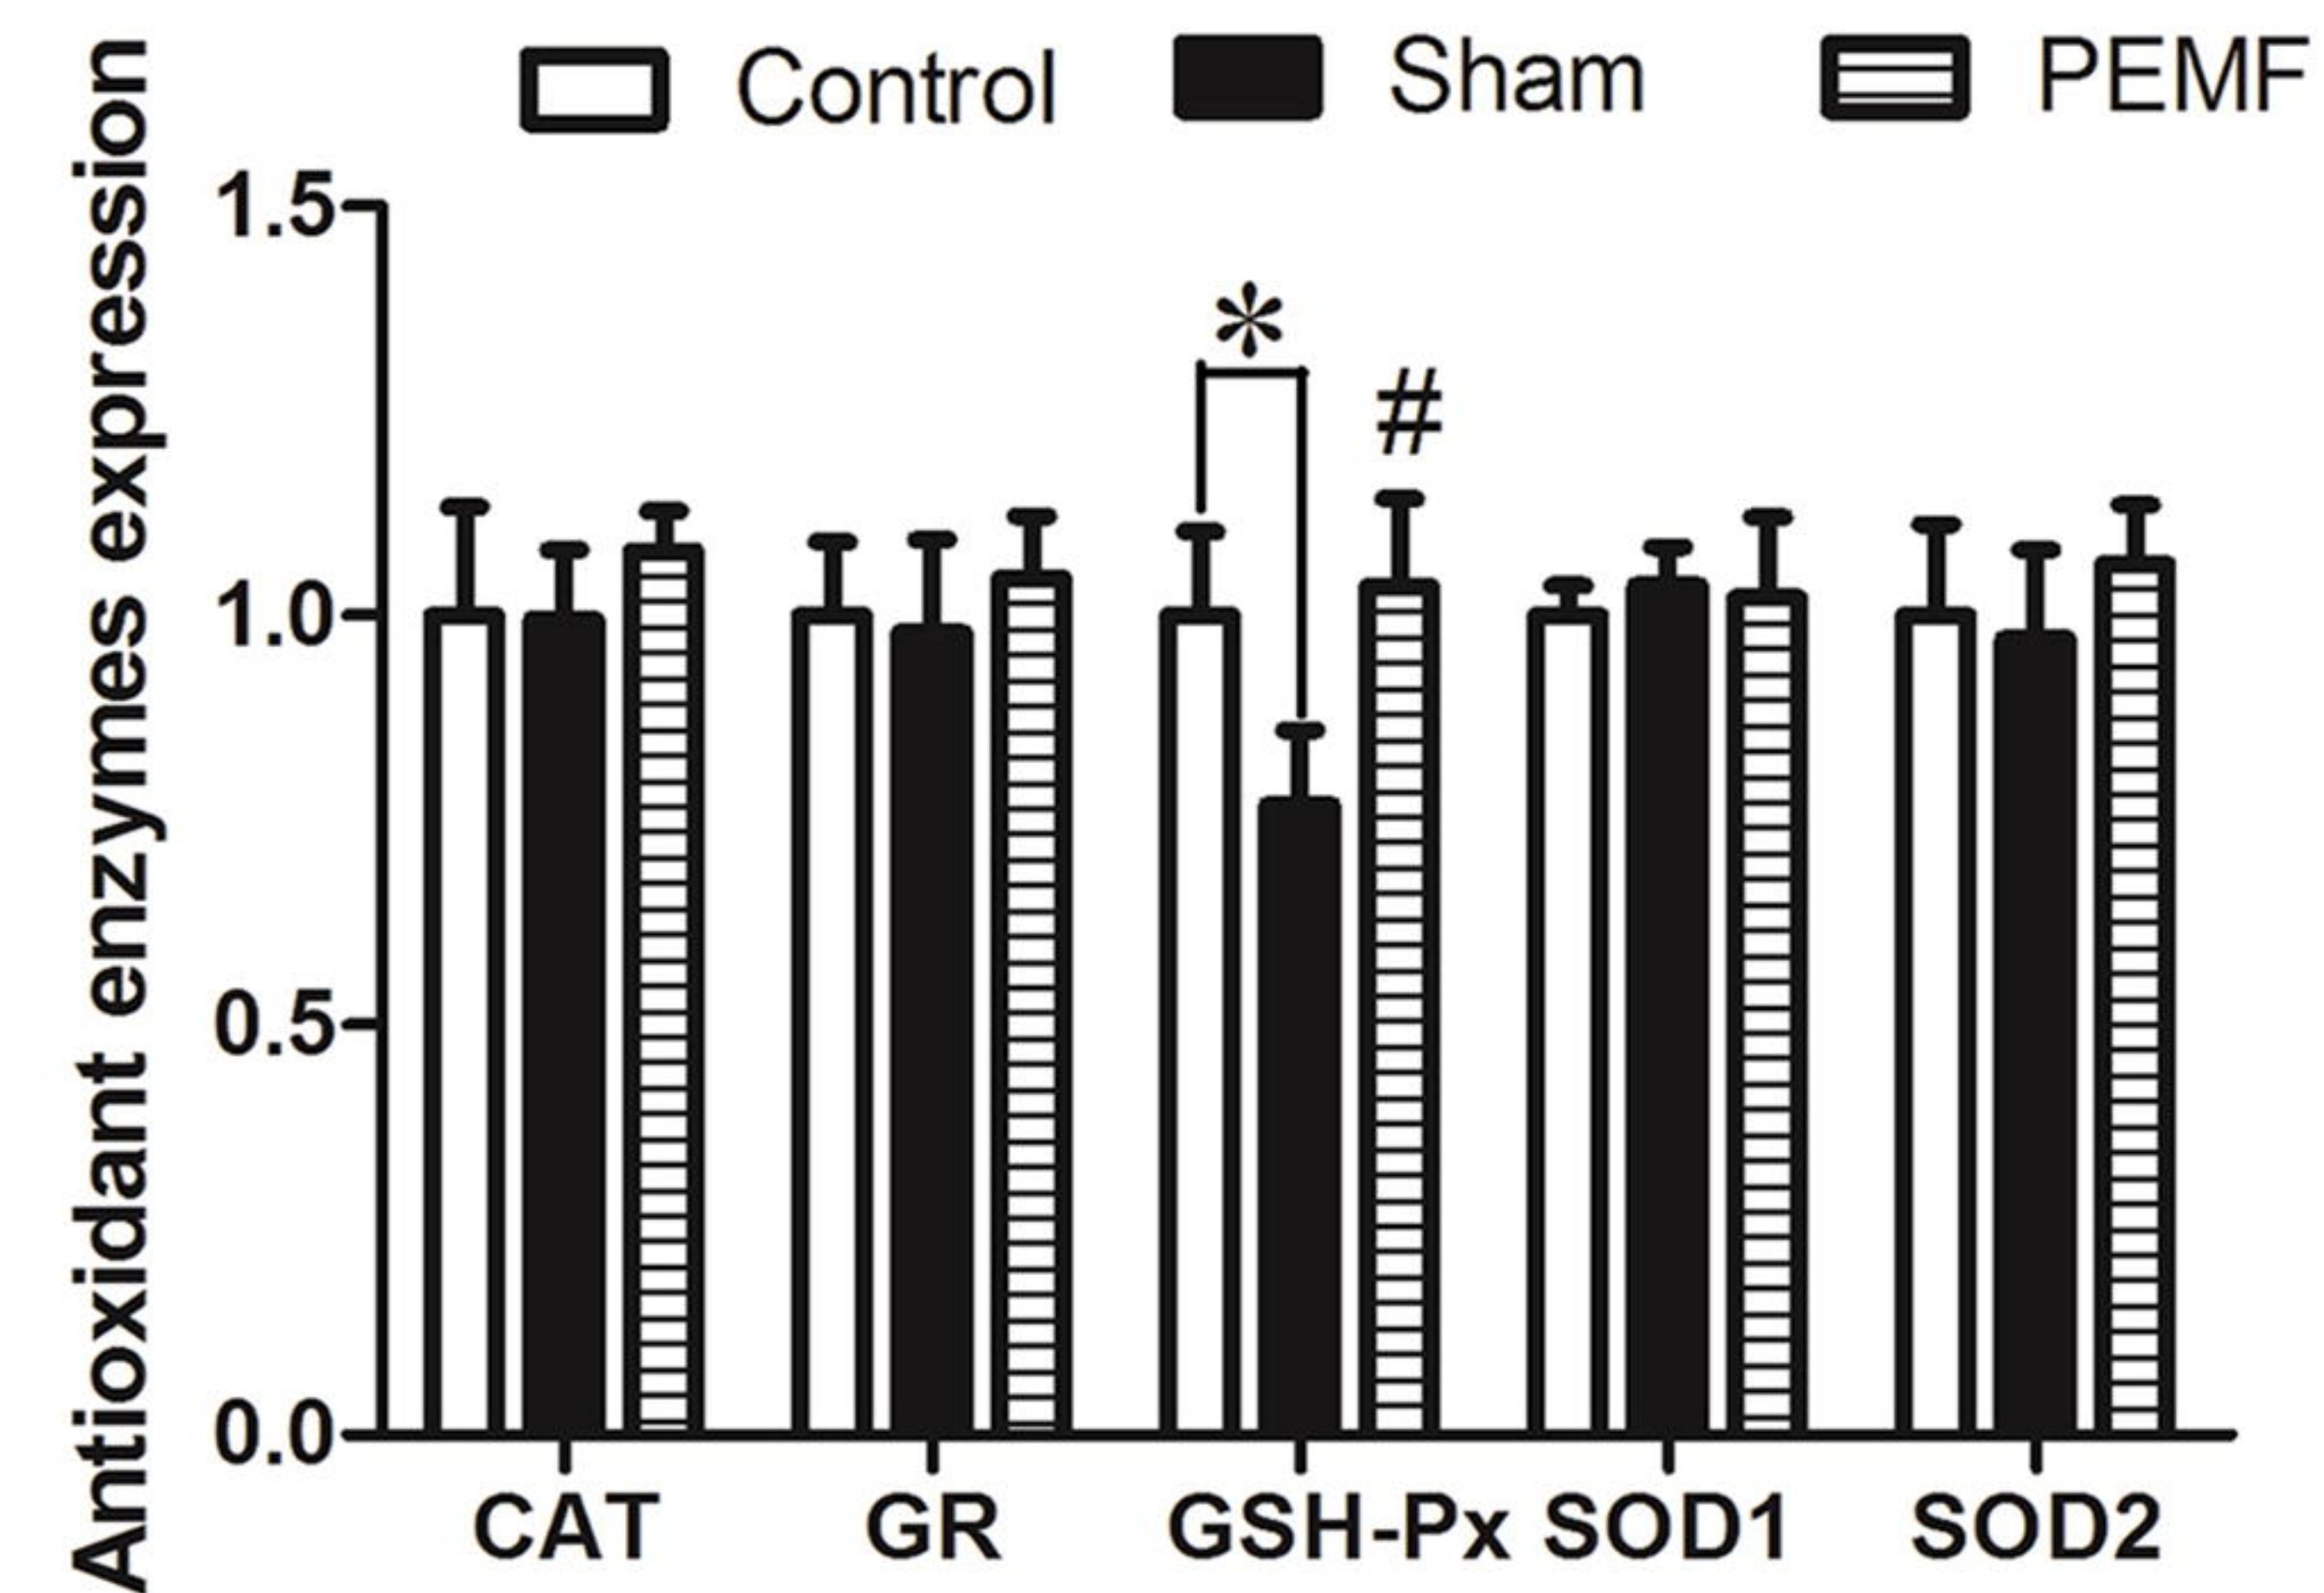 Control Sham PEMF
Antioxidant enzymes expression
1.5
*
#
1.0
0.5
0.0
CAT GR GSH-Px SOD1 SOD2